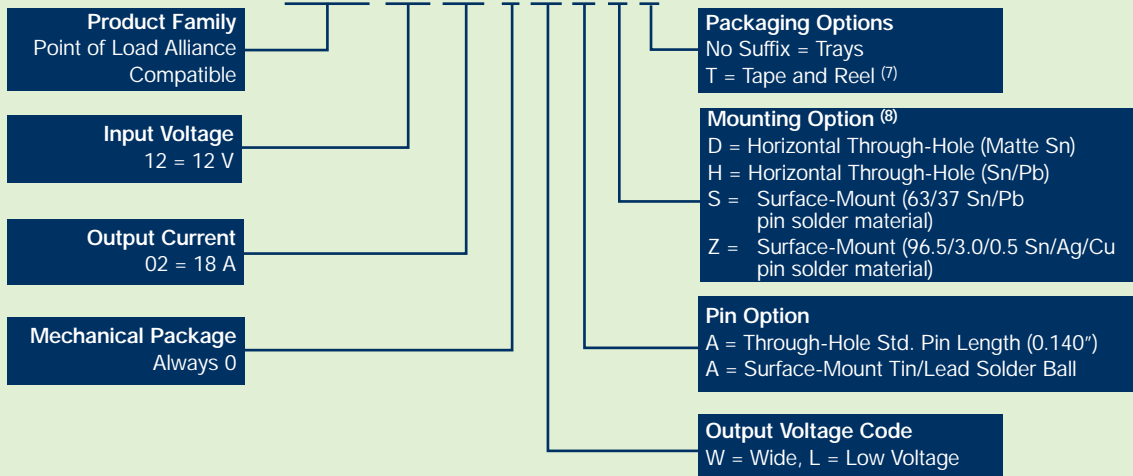 Product Family
Point of Load Alliance
Compatible
Input Voltage
12 = 12 V
Output Current
02 = 18 A
Mechanical Package
Always 0
Packaging Options
No Suffix = Trays
T = Tape and Reel (7)
Mounting Option (8)
D = Horizontal Through-Hole (Matte Sn)
H = Horizontal Through-Hole (Sn/Pb)
S = Surface-Mount (63/37 Sn/Pb
pin solder material)
Z = Surface-Mount (96.5/3.0/0.5 Sn/Ag/Cu
pin solder material)
Pin Option
A = Through-Hole Std. Pin Length (0.140″)
A = Surface-Mount Tin/Lead Solder Ball
Output Voltage Code
W = Wide, L = Low Voltage